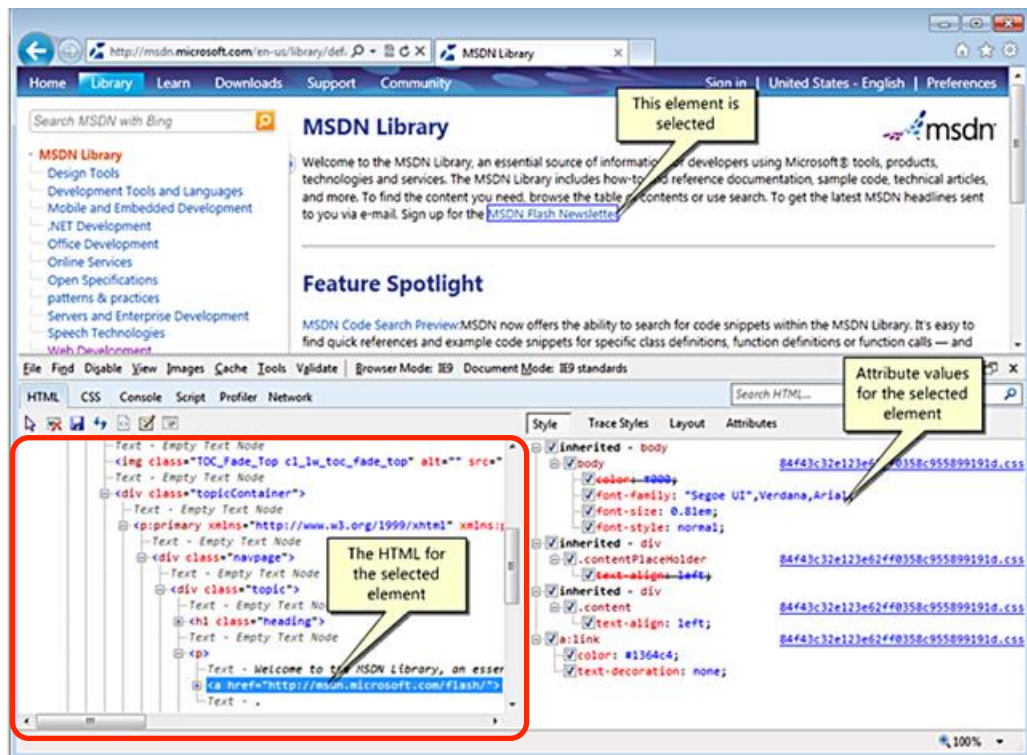 http://msdn.microsoft.com/en-us/library/def.
MSDN Library
Home Library Learn Downloads Support Community Sign in | United States - English | Preferences
Search MSDN with Bing
MSDN Library
Design Tools
Development Tools and Languages
Mobile and Embedded Development
.NET Development
Office Development
Online Services
Open Specifications
patterns & practices
Servers and Enterprise Development
Speech Technologies
Web Development
MSDN Library
This element is
selected
msdn
Welcome to the MSDN Library, an essential source of information developers using Microsoft® tools, products,
technologies and services. The MSDN Library includes how-to reference documentation, sample code, technical articles,
and more. To find the content you need, browse the table contents or use search. To get the latest MSDN headlines sent
to you via e-mail. Sign up for the MSDN Flash Newsletter
Feature Spotlight
MSDN Code Search Preview:MSDN now offers the ability to search for code snippets within the MSDN Library. It's easy to
find quick references and example code snippets for specific class definitions, function definitions or function calls — and
File Find Disable View Images Cache Tools Validate | Browser Mode: IE9 Document Mode: IE9 standards
HTML CSS Console Script Profiler Network
Search HTML...
Attribute values
for the selected
element
Style Trace Styles Layout Attributes
Text - Empty Text Node
<img class="TOC_Fade_Top cl_lw_toc_fade_top" alt="" src="
Text - Empty Text Node
<div class="topicContainer">
Text - Empty Text Node
<p:primary xmlns="http://www.w3.org/1999/xhtml" xmlns:p
Text - Empty Text Node
<div class="navpage">
Text - Empty Text Node
<div class="topic">
Text - Empty Text No
<h1 class="heading">
Text - Empty Text Node
<p>
Text - Welcome to the MSDN Library, an esser
<a href="http://msdn.microsoft.com/flash/">
Text - .
The HTML for
the selected
element
inherited - body
body
color: #000;
font-family: "Segoe UI",Verdana,Arial
font-size: 0.81em;
font-style: normal;
inherited - div
.contentPlaceHolder 84f43c32e123e62ff0358c955899191d.css
text-align: left;
inherited - div
.content 84f43c32e123e62ff0358c955899191d.css
text-align: left;
a:link 84f43c32e123e62ff0358c955899191d.css
color: #1364c4;
text-decoration: none;
100%